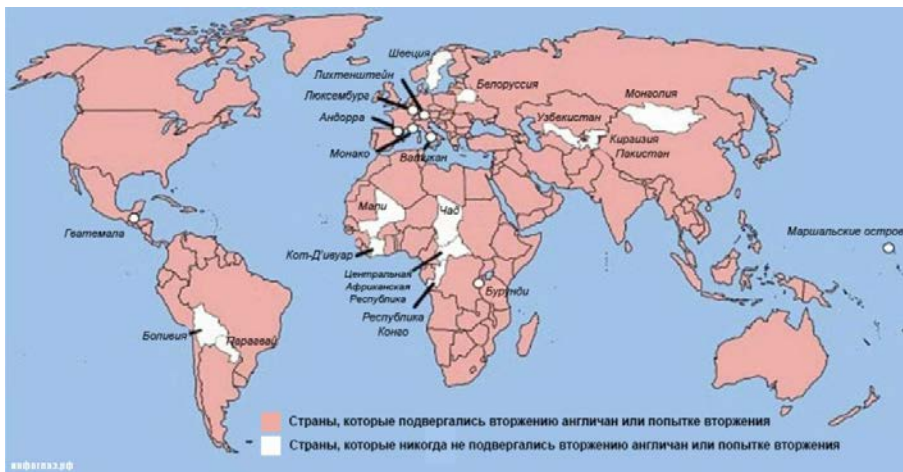 Швеция
Лихтенштейн
Люксембург
Белоруссия
Монголия
Андорра
Узбекистан
Монако
Ватикан
Киргизия
Пакистан
Мали
Чад
Гватемала
Маршальские остров
Кот-Д'ивуар
Центральная
Африканская
Республика
Бурунди
Республика
Конго
Боливия
Парагвай
Страны, которые подвергались вторжению англичан или попытке вторжения
Страны, которые никогда не подвергались вторжению англичан или попытке вторжения
инфоглаз.рф